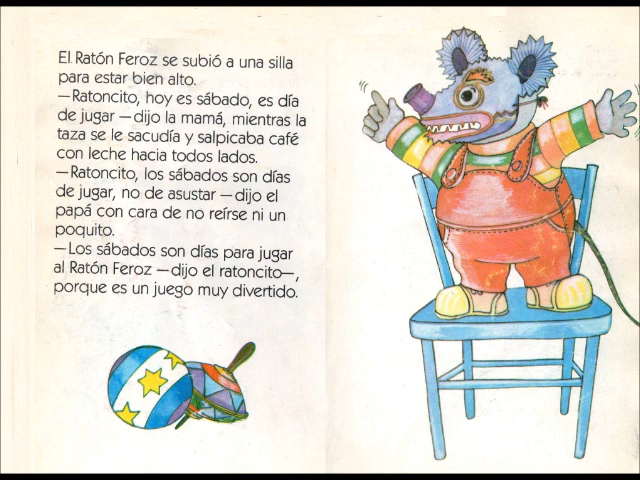 El Ratón Feroz se subió a una silla
para estar bien alto.
—Ratoncito, hoy es sábado, es día
de jugar —dijo la mamá, mientras la
taza se le sacudía y salpicaba café
con leche hacia todos lados.
—Ratoncito, los sábados son días
de jugar, no de asustar —dijo el
papá con cara de no reírse ni un
poquito.
—Los sábados son días para jugar
al Ratón Feroz —dijo el ratoncito—,
porque es un juego muy divertido.